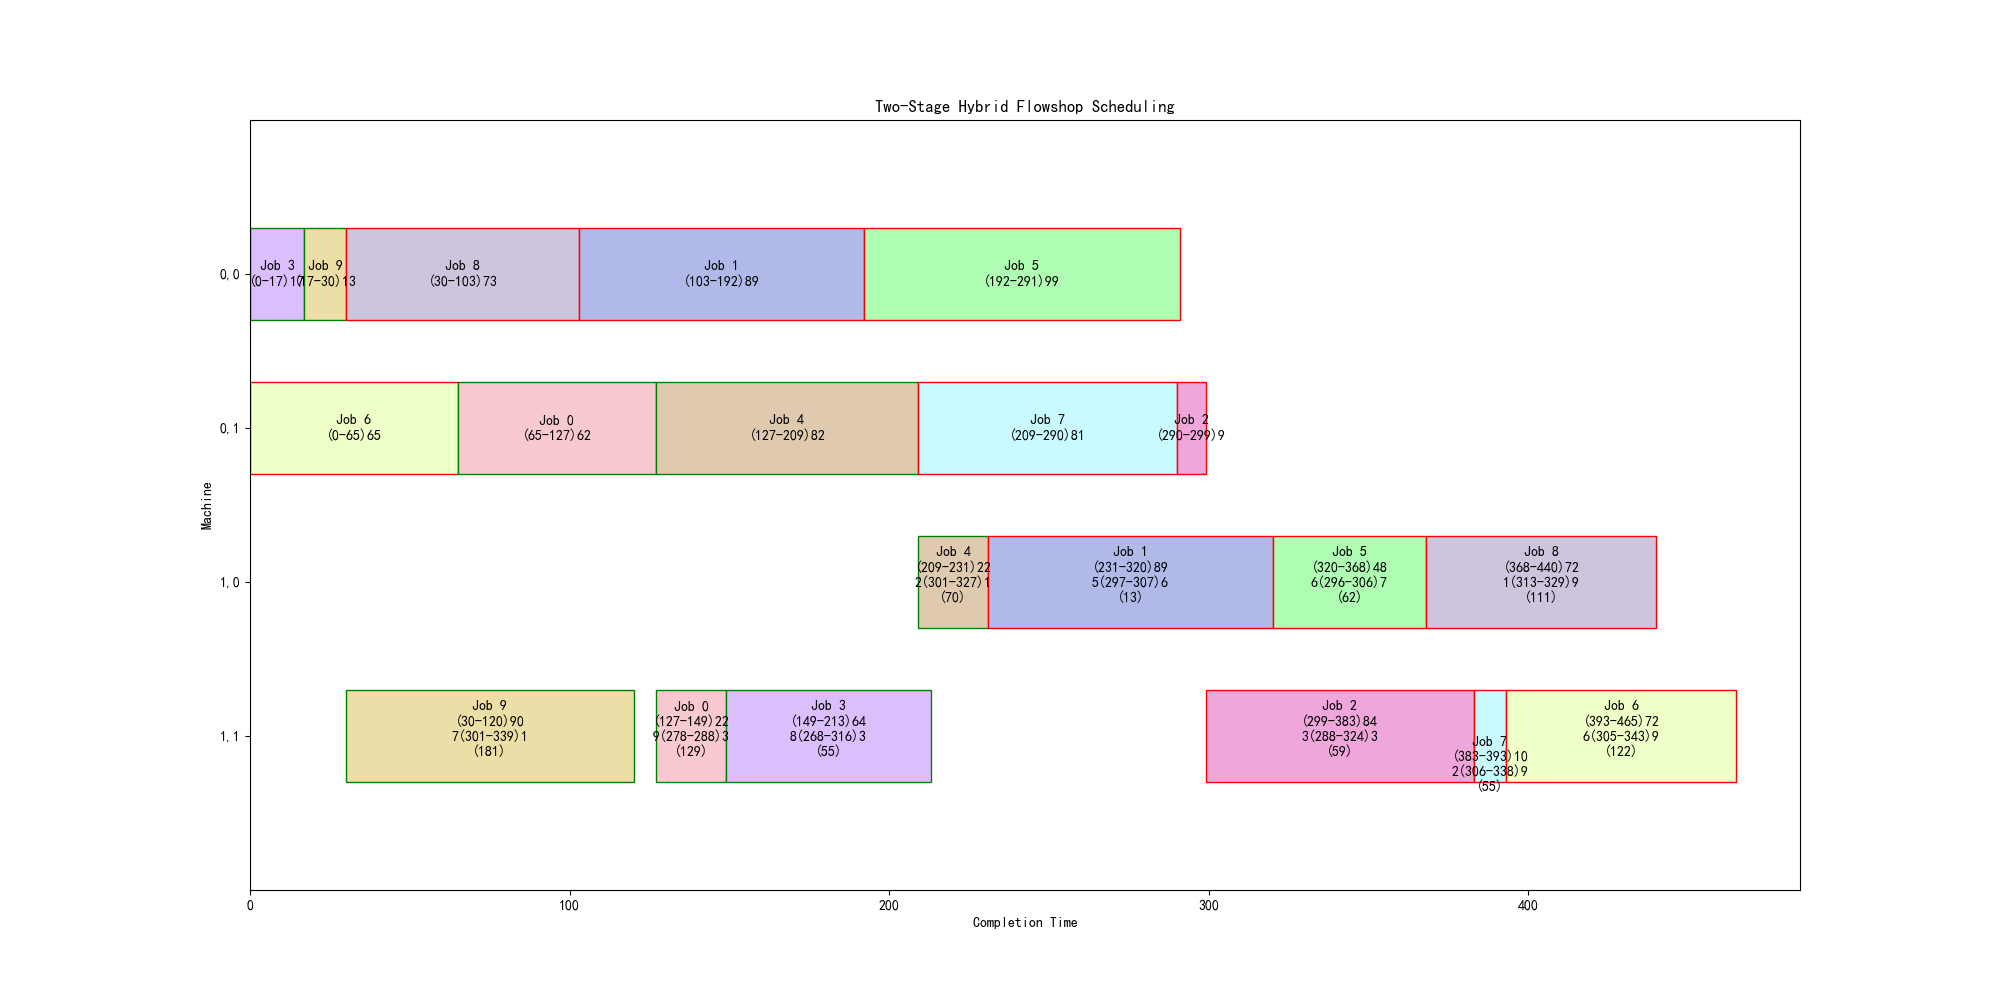 Two-Stage Hybrid Flowshop Scheduling
0,0
Job 3
(0-17)17
Job 9
(17-30)13
Job 8
(30-103)73
Job 1
(103-192)89
Job 5
(192-291)99
0,1
Job 6
(0-65)65
Job 0
(65-127)62
Job 4
(127-209)82
Job 7
(209-290)81
Job 2
(290-299)9
Machine
1,0
Job 4
(209-231)22
2(301-327)1
(70)
Job 1
(231-320)89
5(297-307)6
(13)
Job 5
(320-368)48
6(296-306)7
(62)
Job 8
(368-440)72
1(313-329)9
(111)
1,1
Job 9
(30-120)90
7(301-339)1
(181)
Job 0
(127-149)22
9(278-288)3
(129)
Job 3
(149-213)64
8(268-316)3
(55)
Job 2
(299-383)84
3(288-324)3
(59)
Job 7
(383-393)10
2(306-338)9
(55)
Job 6
(393-465)72
6(305-343)9
(122)
0
100
200
300
400
Completion Time